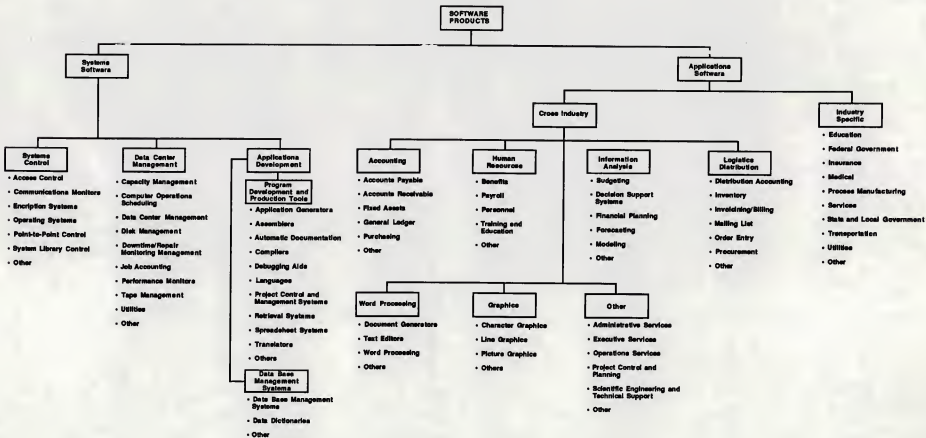 SOFTWARE
PRODUCTS
Systems
Software
Applications
Software
Cross Industry
Industry
Specific
• Education
• Federal Government
• Insurance
• Medical
• Process Manufacturing
• Services
• State and Local Government
• Transportation
• Utilities
• Other
Systems
Control
• Access Control
• Communications Monitors
• Encription Systems
• Operating Systems
• Point-to-Point Control
• System Library Control
• Other
Data Center
Management
• Capacity Management
• Computer Operations
Scheduling
• Data Center Management
• Disk Management
• Downtime/Repair
Monitoring Management
• Job Accounting
• Performance Monitors
• Tape Management
• Utilities
• Other
Applications
Development
Program
Development and
Production Tools
• Application Generators
• Assemblers
• Automatic Documentation
• Compilers
• Debugging Aids
• Languages
• Project Control and
Management Systems
• Retrieval Systems
• Spreadsheet Systems
• Translators
• Others
Data Base
Management
Systems
• Data Base Management
Systems
• Data Dictionaries
• Other
Accounting
• Accounts Payable
• Accounts Receivable
• Fixed Assets
• General Ledger
• Purchasing
• Other
Human
Resources
• Benefits
• Payroll
• Personnel
• Training and
Education
• Other
Information
Analysis
• Budgeting
• Decision Support
Systems
• Financial Planning
• Forecasting
• Modeling
• Other
Logistics
Distribution
• Distribution Accounting
• Inventory
• Involcining/Billing
• Mailing List
• Order Entry
• Procurement
• Other
Word Processing
• Document Generators
• Text Editors
• Word Processing
• Others
Graphics
• Character Graphics
• Line Graphics
• Picture Graphics
• Others
Other
• Administrative Services
• Executive Services
• Operations Services
• Project Control and
Planning
• Scientific Engineering and
Technical Support
• Other